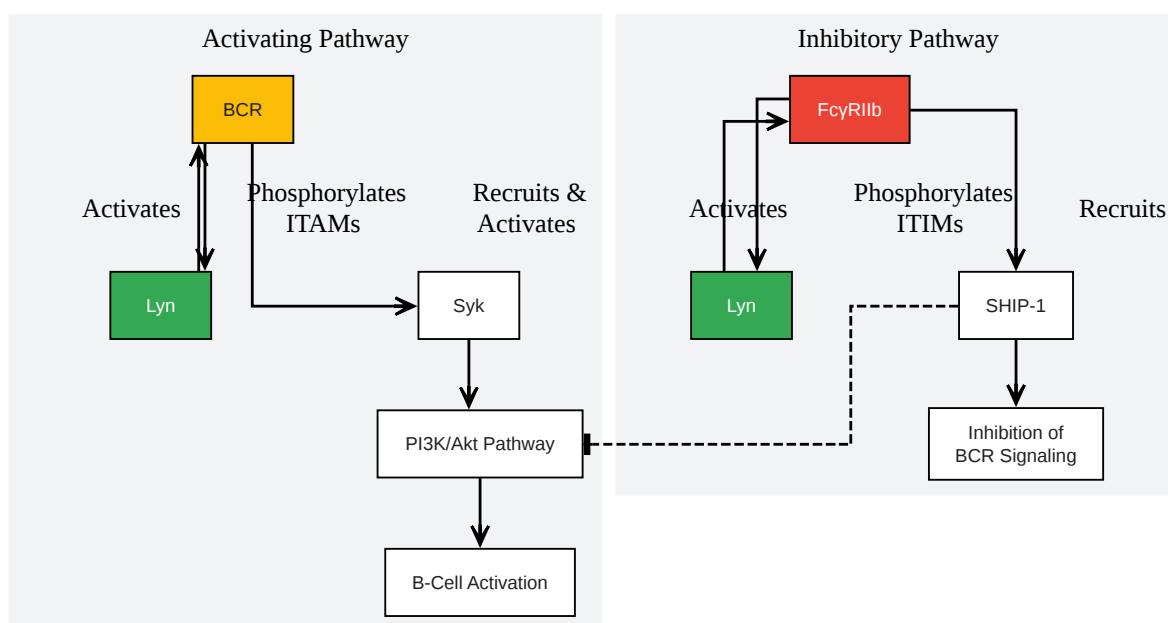 Activating Pathway
BCR
Activates
Phosphorylates
ITAMs
Recruits &
Activates
Lyn
Syk
PI3K/Akt Pathway
B-Cell Activation
Inhibitory Pathway
FcγRIIb
Activates
Phosphorylates
ITIMs
Recruits
Lyn
SHIP-1
Inhibition of
BCR Signaling